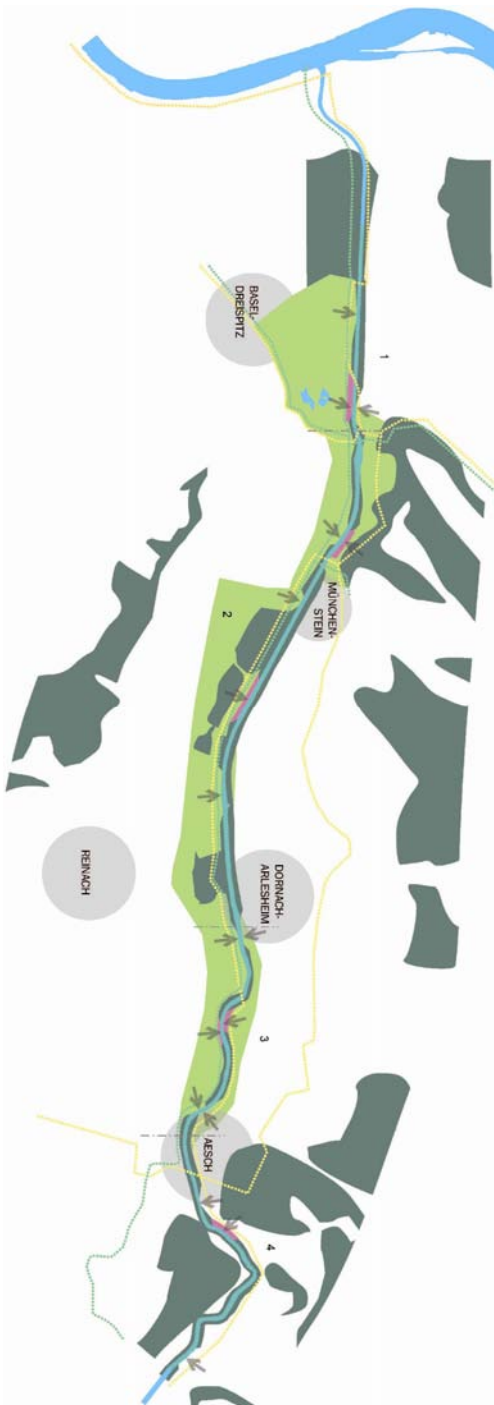 BASEL-
DREISPITZ
1
MÜNCHEN-
STEIN
2
REINACH
DORNACH-
ARLESHEIM
3
AESCH
4